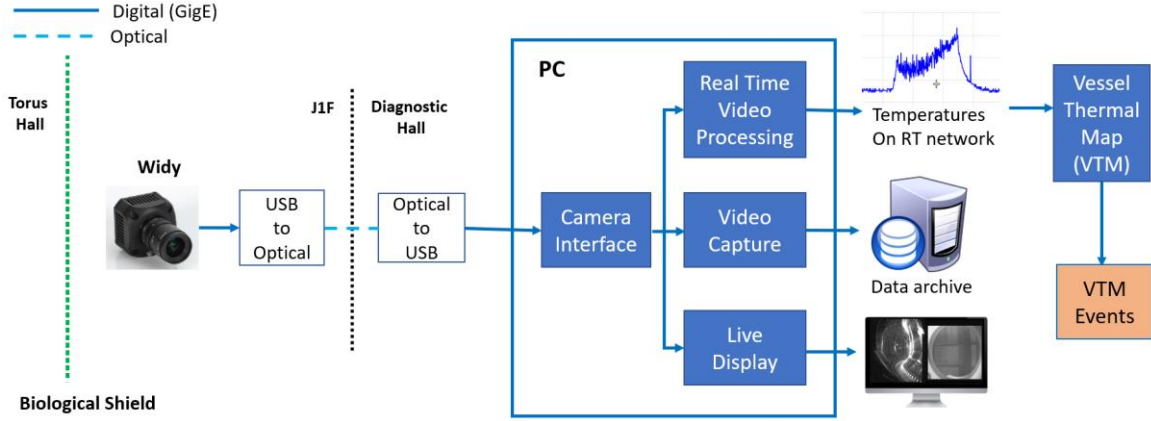 Digital (GigE)
Optical
Torus
Hall
J1F
Diagnostic
Hall
Biological Shield
Widy
USB
to
Optical
Optical
to
USB
PC
Camera
Interface
Real Time
Video
Processing
Video
Capture
Live
Display
Temperatures
On RT network
Data archive
Vessel
Thermal
Map
(VTM)
VTM
Events